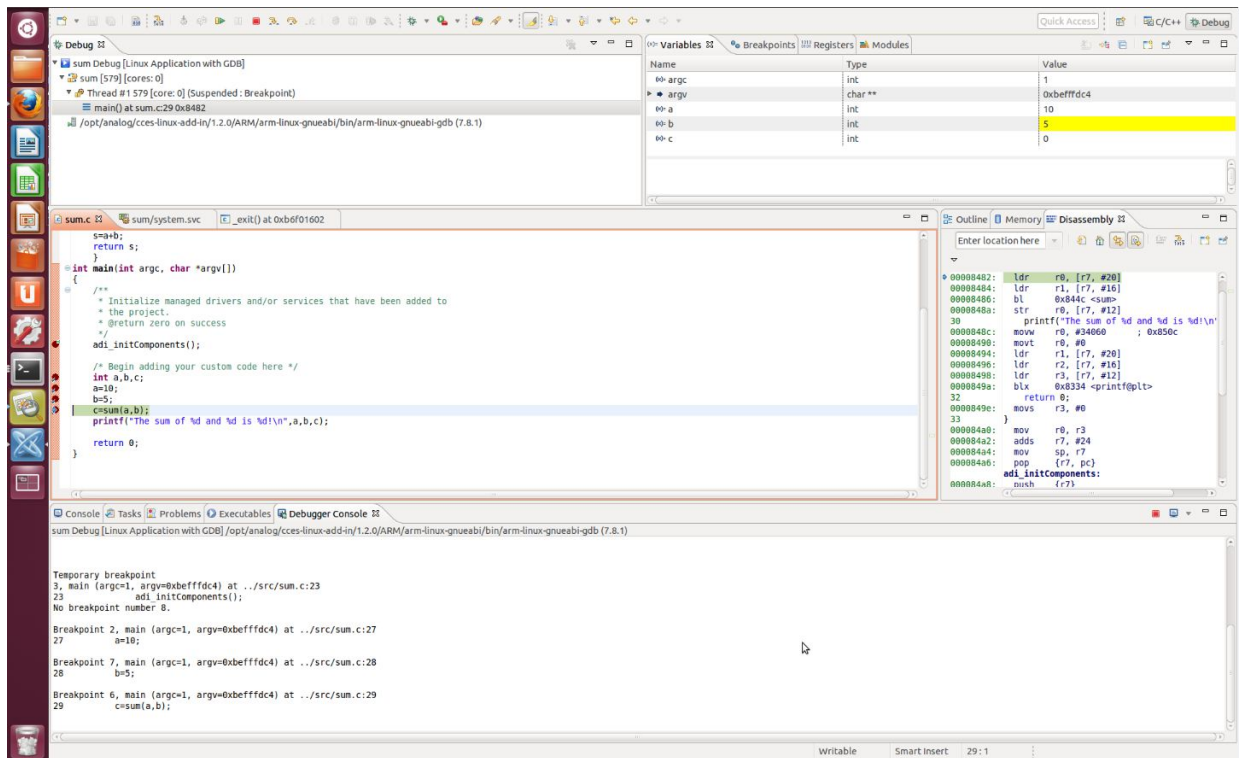 Quick Access
C/C++
Debug
Debug
sum Debug [Linux Application with GDB]
sum [579] [cores: 0]
Thread #1 579 [core: 0] (Suspended : Breakpoint)
main() at sum.c:29 0x8482
/opt/analog/cces-linux-add-in/1.2.0/ARM/arm-linux-gnueabi/bin/arm-linux-gnueabi-gdb (7.8.1)
Variables Breakpoints Registers Modules
Name Type Value
argc int 1
argv char ** 0xbefffdc4
a int 10
b int 5
c int 0
sum.c sum/system.svc _exit() at 0xb6f01602
s=a+b;
return s;
}
int main(int argc, char *argv[])
{
/**
* Initialize managed drivers and/or services that have been added to
* the project.
* @return zero on success
*/
adi_initComponents();
/* Begin adding your custom code here */
int a,b,c;
a=10;
b=5;
c=sum(a,b);
printf("The sum of %d and %d is %d!\n",a,b,c);
return 0;
}
Outline Memory Disassembly
Enter location here
00008482: ldr r0, [r7, #20]
00008484: ldr r1, [r7, #16]
00008486: bl 0x844c <sum>
0000848a: str r0, [r7, #12]
30 printf("The sum of %d and %d is %d!\n"
0000848c: movw r0, #34060 ; 0x850c
00008490: movt r0, #0
00008494: ldr r1, [r7, #20]
00008496: ldr r2, [r7, #16]
00008498: ldr r3, [r7, #12]
0000849a: blx 0x8334 <printf@plt>
32 return 0;
0000849e: movs r3, #0
33 }
000084a0: mov r0, r3
000084a2: adds r7, #24
000084a4: mov sp, r7
000084a6: pop {r7, pc}
adi_initComponents:
000084a8: push {r7}
Console Tasks Problems Executables Debugger Console
sum Debug [Linux Application with GDB] /opt/analog/cces-linux-add-in/1.2.0/ARM/arm-linux-gnueabi/bin/arm-linux-gnueabi-gdb (7.8.1)
Temporary breakpoint
3, main (argc=1, argv=0xbefffdc4) at ../src/sum.c:23
23 adi_initComponents();
No breakpoint number 8.
Breakpoint 2, main (argc=1, argv=0xbefffdc4) at ../src/sum.c:27
27 a=10;
Breakpoint 7, main (argc=1, argv=0xbefffdc4) at ../src/sum.c:28
28 b=5;
Breakpoint 6, main (argc=1, argv=0xbefffdc4) at ../src/sum.c:29
29 c=sum(a,b);
Writable Smart Insert 29 : 1